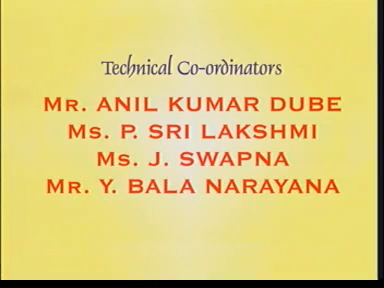 Technical Co-ordinators
Mr. ANIL KUMAR DUBE
Ms. P. SRI LAKSHMI
Ms. J. SWAPNA
Mr. Y. BALA NARAYANA